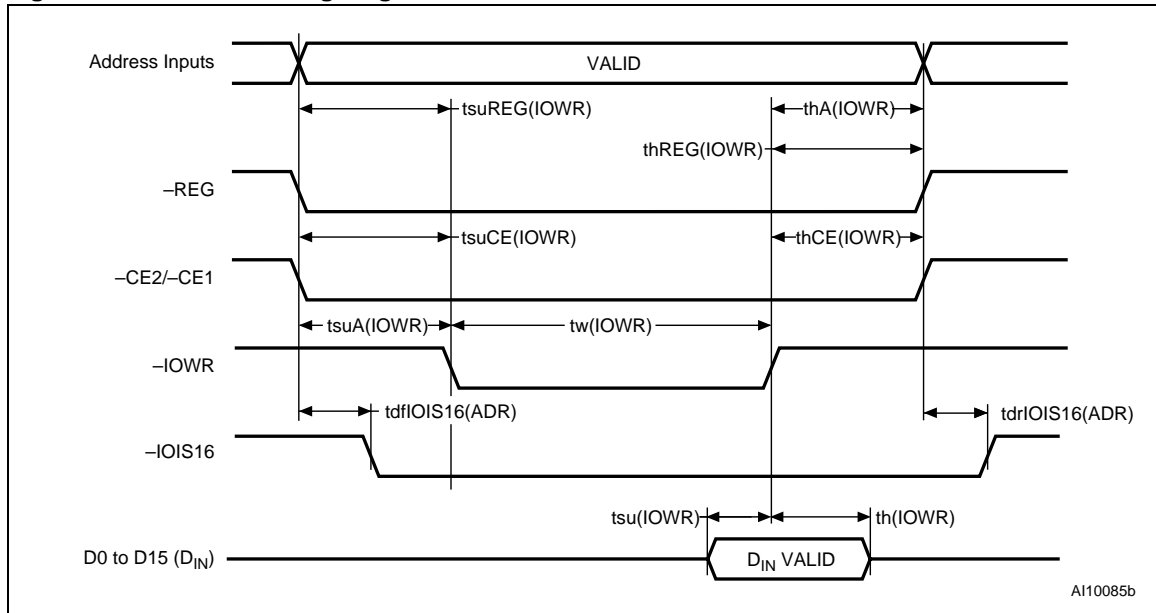 Address Inputs
VALID
tsuREG(IOWR)
thA(IOWR)
thREG(IOWR)
–REG
tsuCE(IOWR)
thCE(IOWR)
–CE2/–CE1
tsuA(IOWR)
tw(IOWR)
–IOWR
tdfIOIS16(ADR)
tdrIOIS16(ADR)
–IOIS16
tsu(IOWR)
th(IOWR)
D0 to D15 (DIN)
DIN VALID
AI10085b